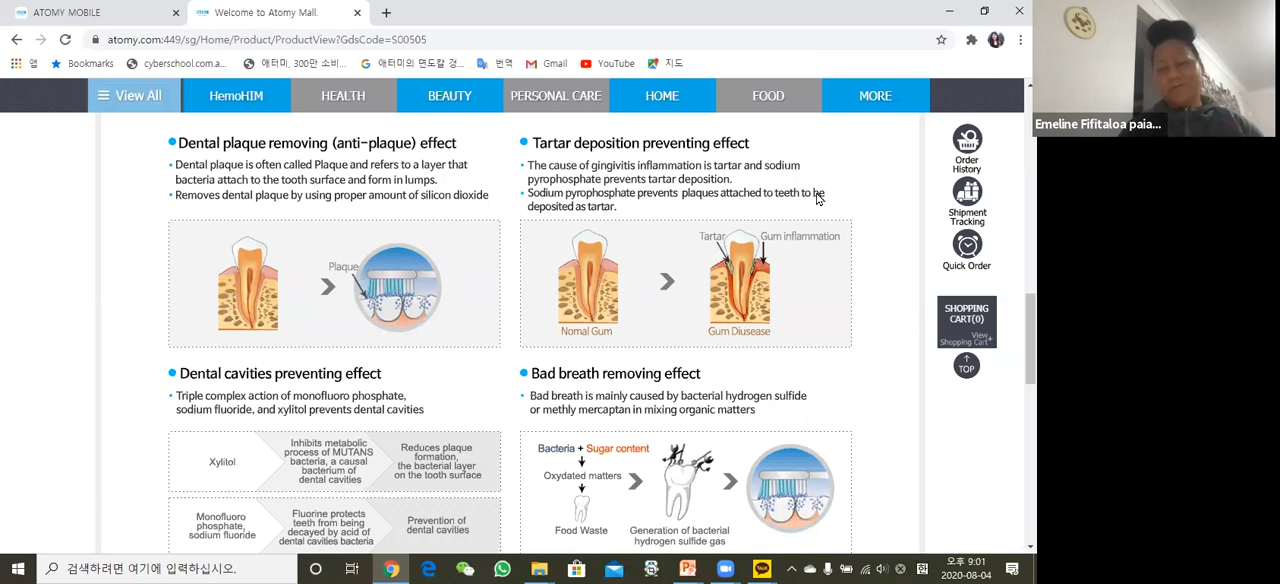 ATOMY MOBILE
Welcome to Atomy Mall.
atomy.com:449/sg/Home/Product/ProductView?GdsCode=S00505
앱
Bookmarks
cyberschool.com.a...
애터미, 300만 소비...
애터미의 면도칼 경...
번역
Gmail
YouTube
지도
Emeline Fifitaloa paia...
View All
HemoHIM
HEALTH
BEAUTY
PERSONAL CARE
HOME
FOOD
MORE
Dental plaque removing (anti-plaque) effect
Dental plaque is often called Plaque and refers to a layer that
bacteria attach to the tooth surface and form in lumps.
Removes dental plaque by using proper amount of silicon dioxide
Plaque
Tartar deposition preventing effect
The cause of gingivitis inflammation is tartar and sodium
pyrophosphate prevents tartar deposition.
Sodium pyrophosphate prevents plaques attached to teeth to be
deposited as tartar.
Tartar
Gum inflammation
Nomal Gum
Gum Diusease
Order
History
Shipment
Tracking
Quick Order
SHOPPING
CART(0)
View
Shopping Cart
TOP
Dental cavities preventing effect
Triple complex action of monofluoro phosphate,
sodium fluoride, and xylitol prevents dental cavities
Xylitol
Inhibits metabolic
process of MUTANS
bacteria, a causal
bacterium of
dental cavities
Reduces plaque
formation,
the bacterial layer
on the tooth surface
Monofluoro
phosphate,
sodium fluoride
Fluorine protects
teeth from being
decayed by acid of
dental cavities bacteria
Prevention of
dental cavities
Bad breath removing effect
Bad breath is mainly caused by bacterial hydrogen sulfide
or methly mercaptan in mixing organic matters
Bacteria + Sugar content
Oxydated matters
Food Waste
Generation of bacterial
hydrogen sulfide gas
검색하려면 여기에 입력하십시오.
TALK
한
오후 9:01
2020-08-04